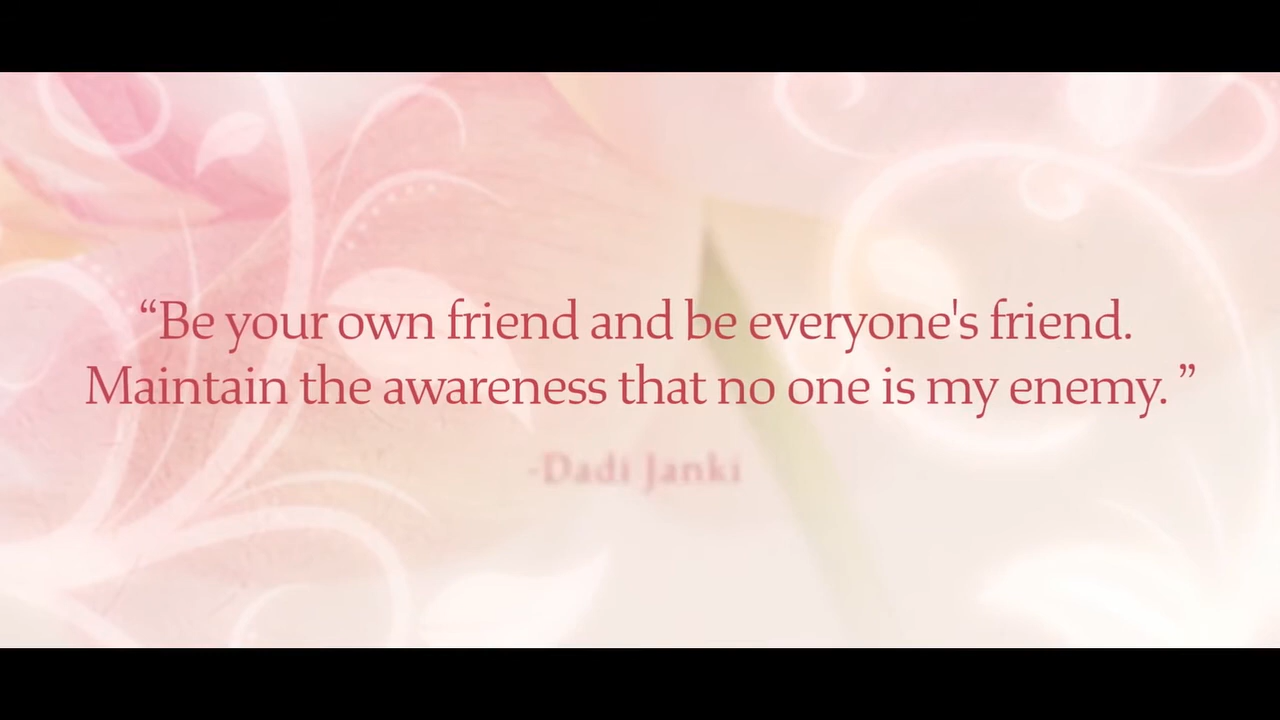 “Be your own friend and be everyone's friend.
Maintain the awareness that no one is my enemy. ”
-Dadi Janki